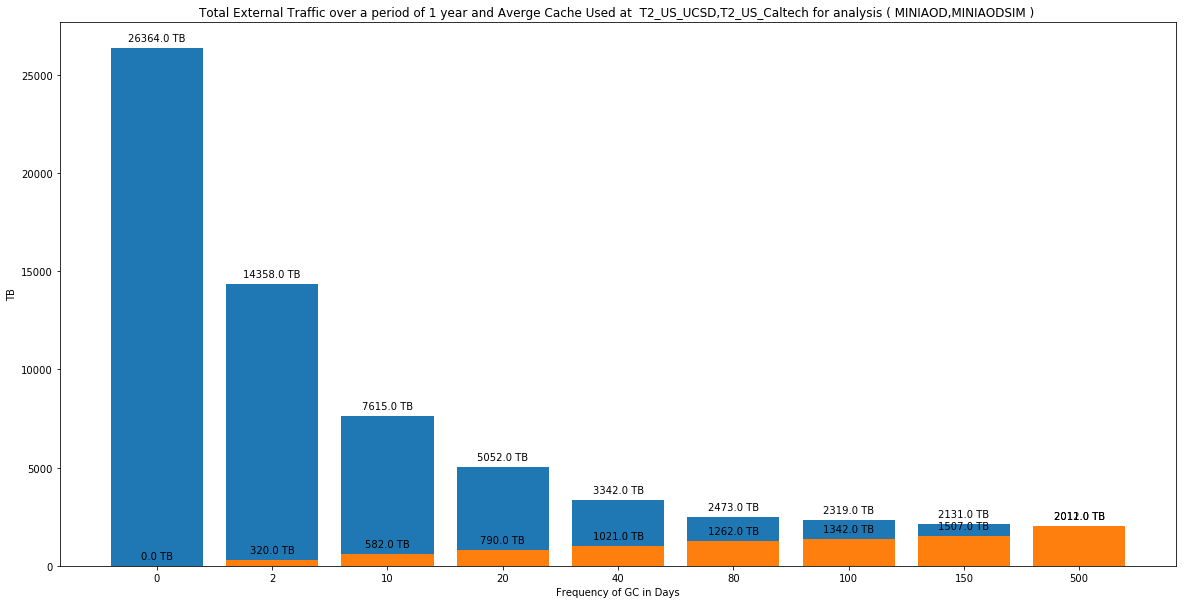 Total External Traffic over a period of 1 year and Averge Cache Used at  T2_US_UCSD,T2_US_Caltech for analysis ( MINIAOD,MINIAODSIM )
TB
25000
20000
15000
10000
5000
0
26364.0 TB
14358.0 TB
7615.0 TB
5052.0 TB
3342.0 TB
2473.0 TB
2319.0 TB
2131.0 TB
0.0 TB
320.0 TB
582.0 TB
790.0 TB
1021.0 TB
1262.0 TB
1342.0 TB
1507.0 TB
0 2 10 20 40 80 100 150 500
Frequency of GC in Days